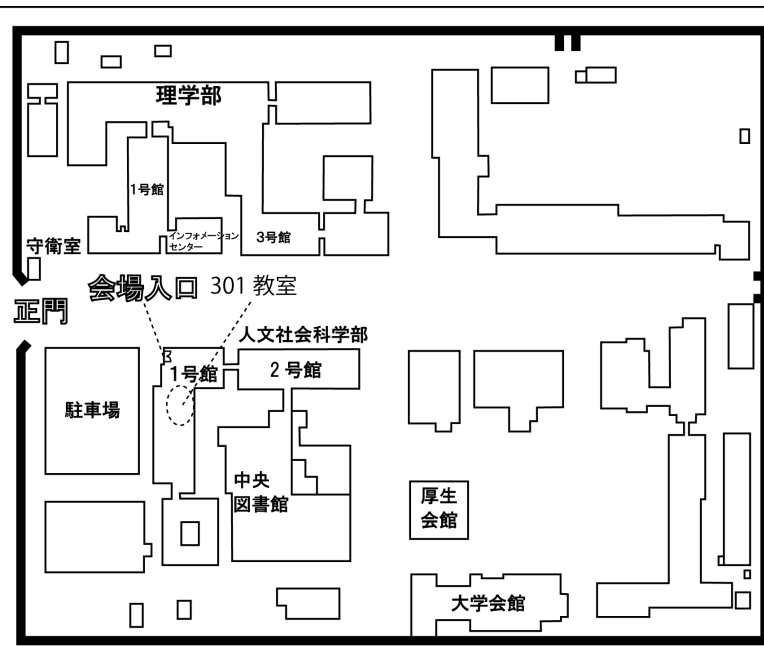 理学部
1号館
インフォメーション
センター
3号館
守衛室
会場入口
301教室
正門
人文社会科学部
1号館
2号館
駐車場
中央
図書館
厚生
会館
大学会館